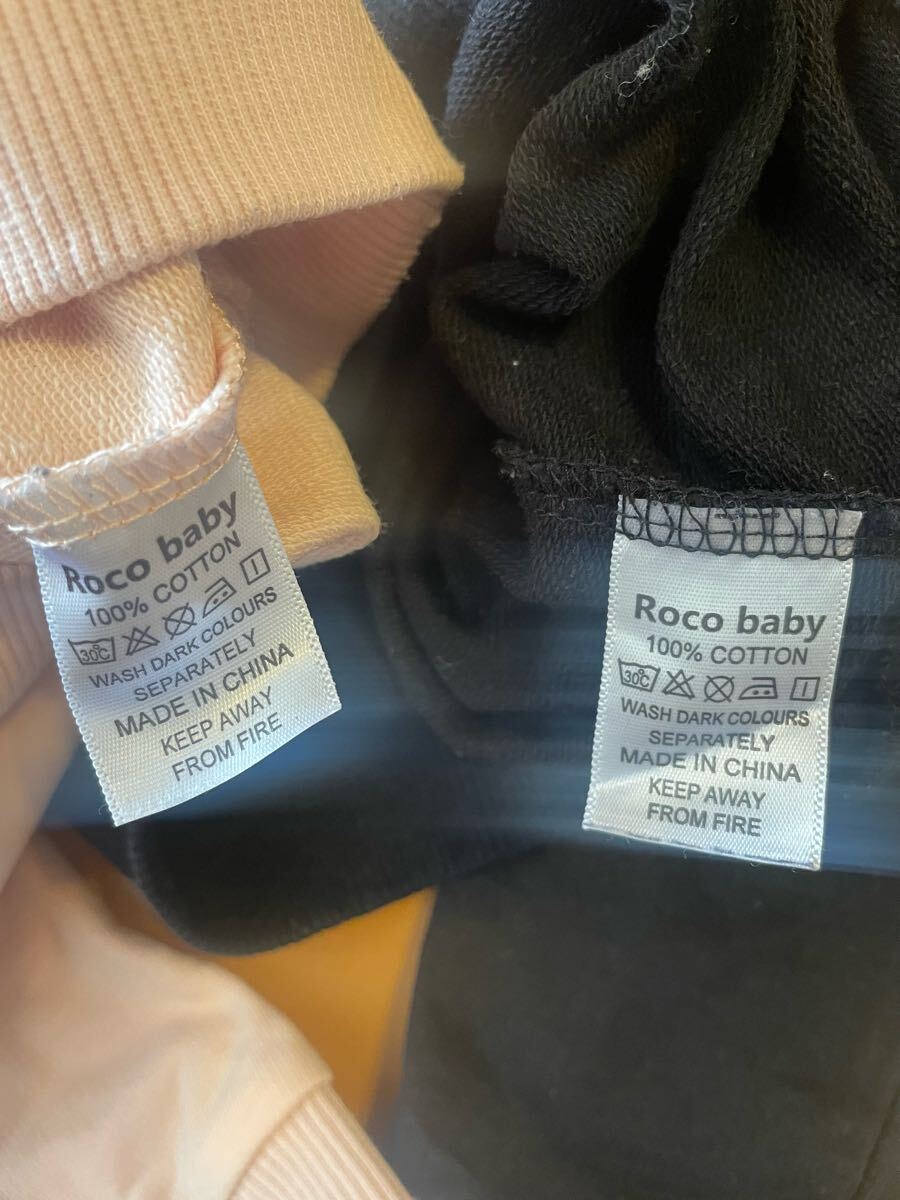 Roco baby
100% COTTON
30℃
WASH DARK COLOURS
SEPARATELY
MADE IN CHINA
KEEP AWAY
FROM FIRE
Roco baby
100% COTTON
30℃
WASH DARK COLOURS
SEPARATELY
MADE IN CHINA
KEEP AWAY
FROM FIRE